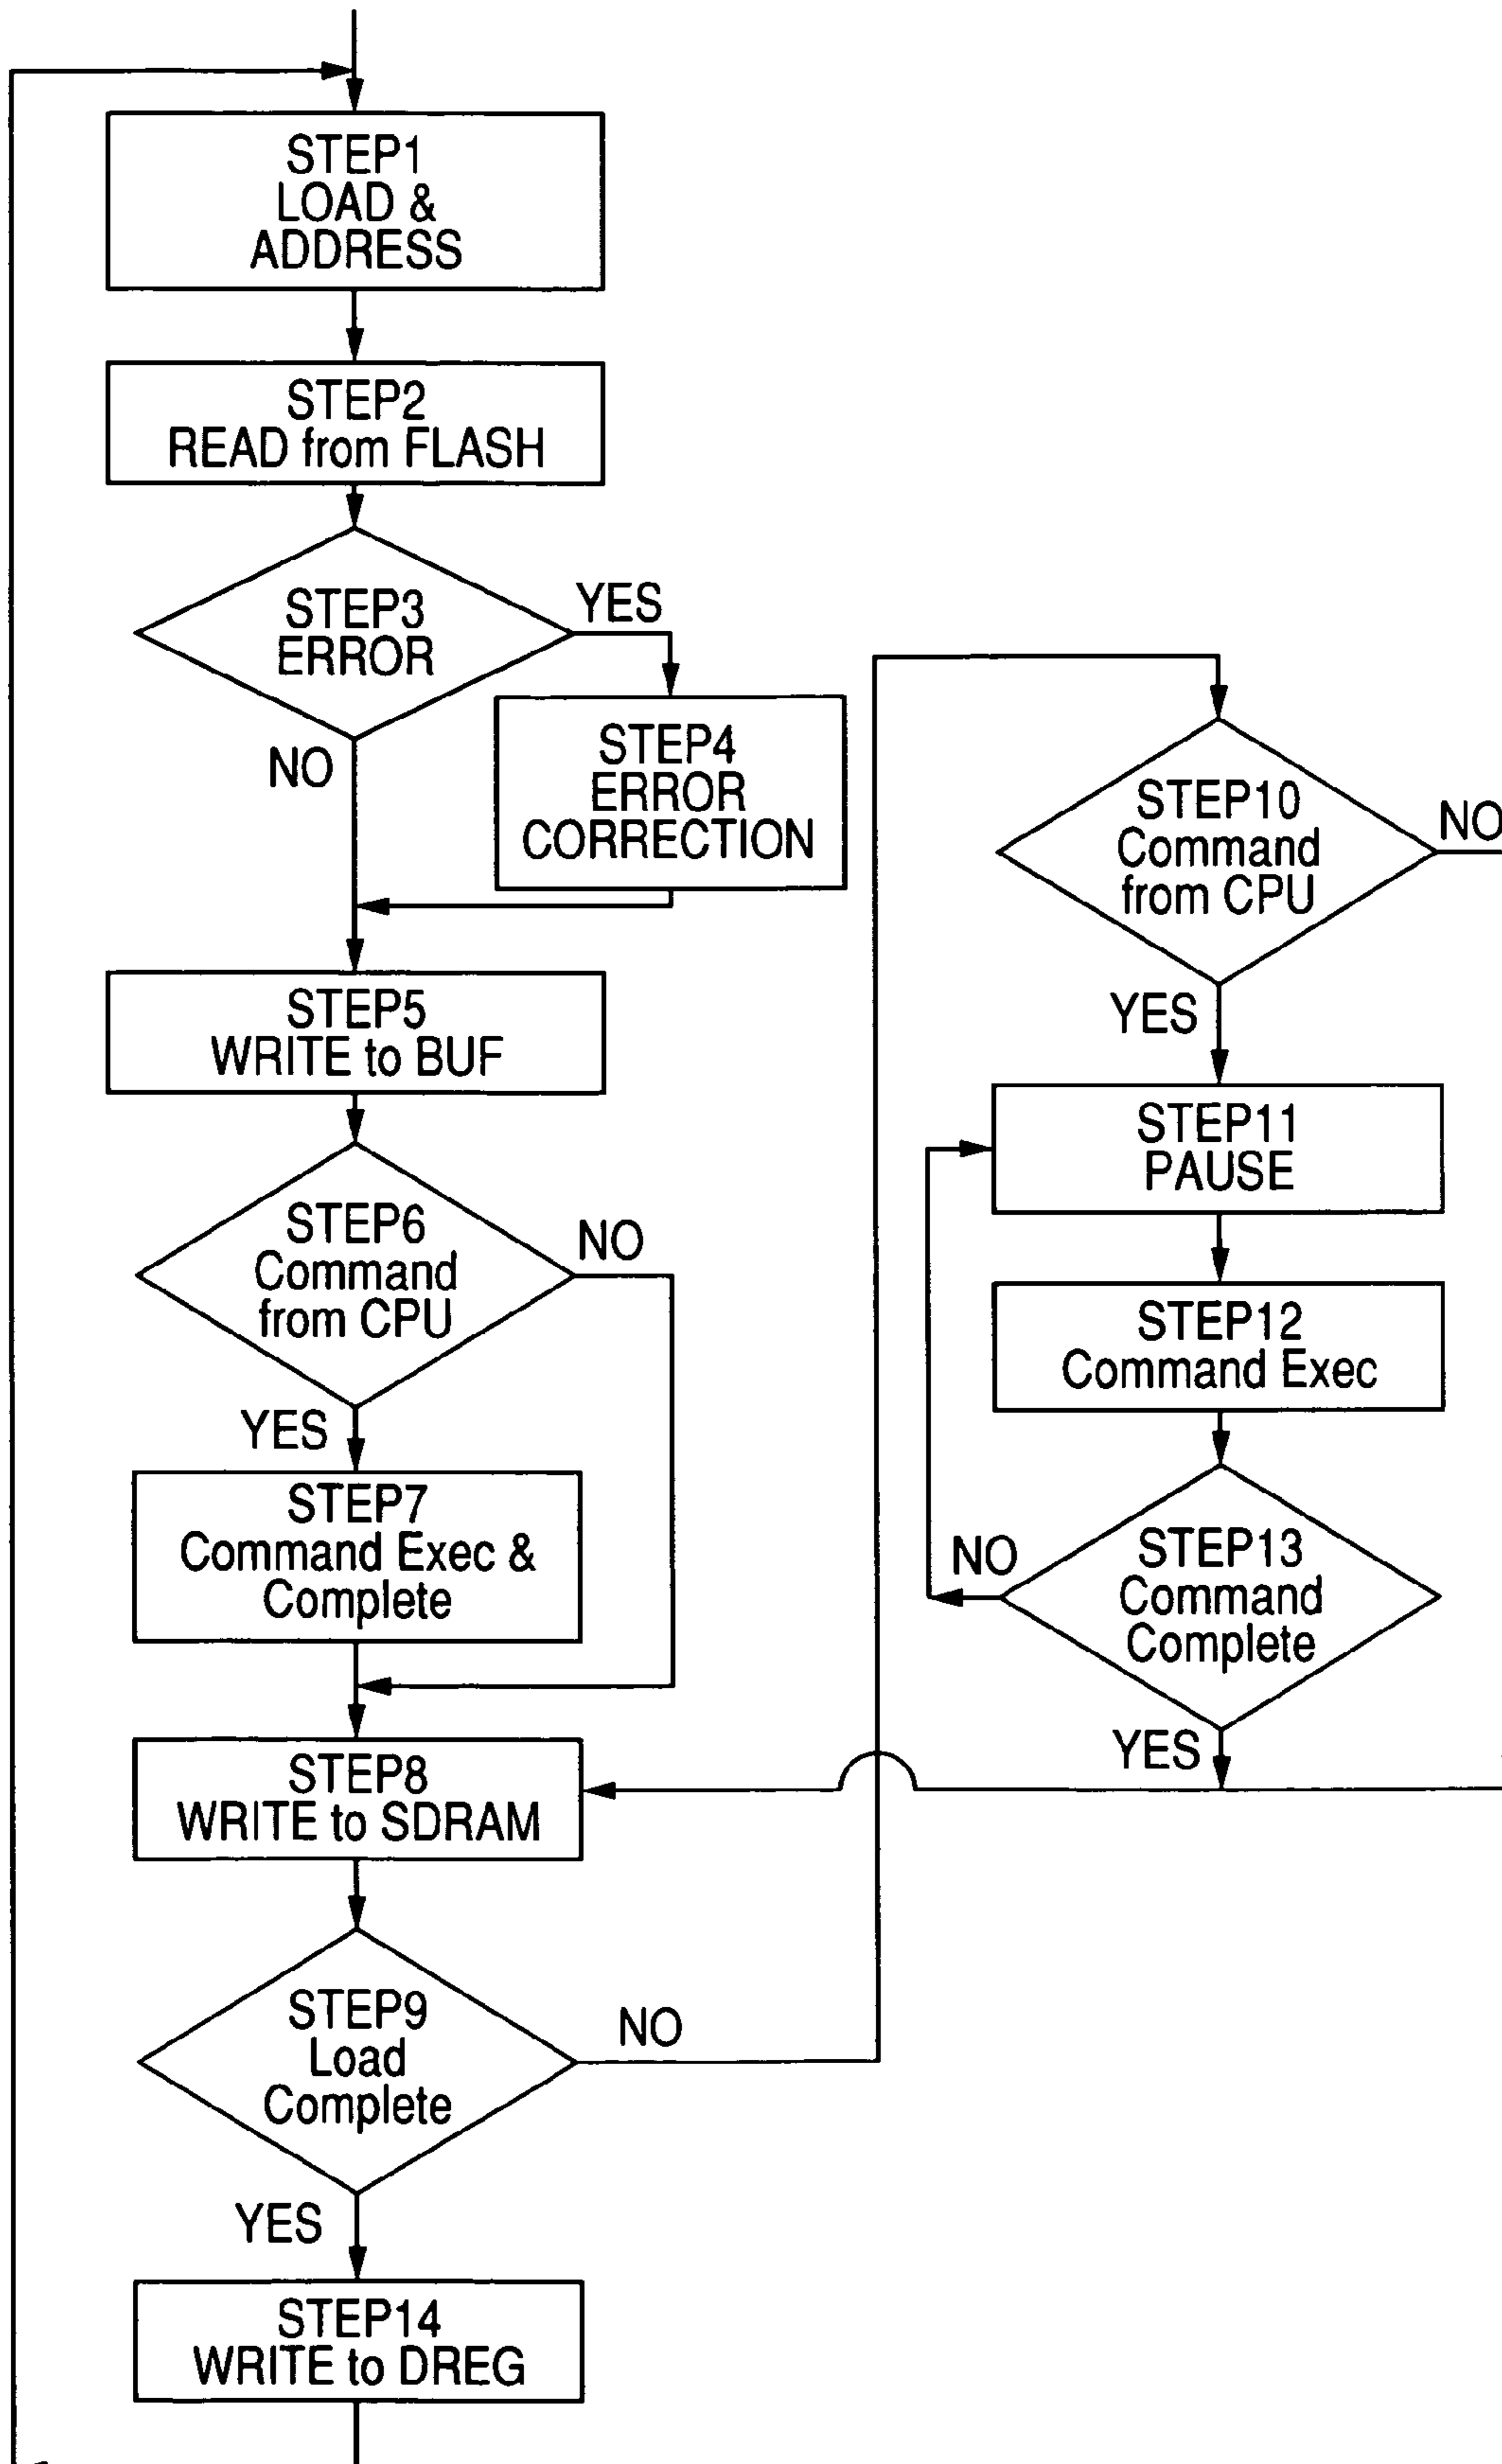 STEP1
LOAD &
ADDRESS
STEP2
READ from FLASH
STEP3
ERROR
YES
NO
STEP4
ERROR
CORRECTION
STEP5
WRITE to BUF
STEP6
Command
from CPU
NO
YES
STEP7
Command Exec &
Complete
STEP8
WRITE to SDRAM
STEP9
Load
Complete
NO
YES
STEP14
WRITE to DREG
STEP10
Command
from CPU
NO
YES
STEP11
PAUSE
STEP12
Command Exec
STEP13
Command
Complete
NO
YES